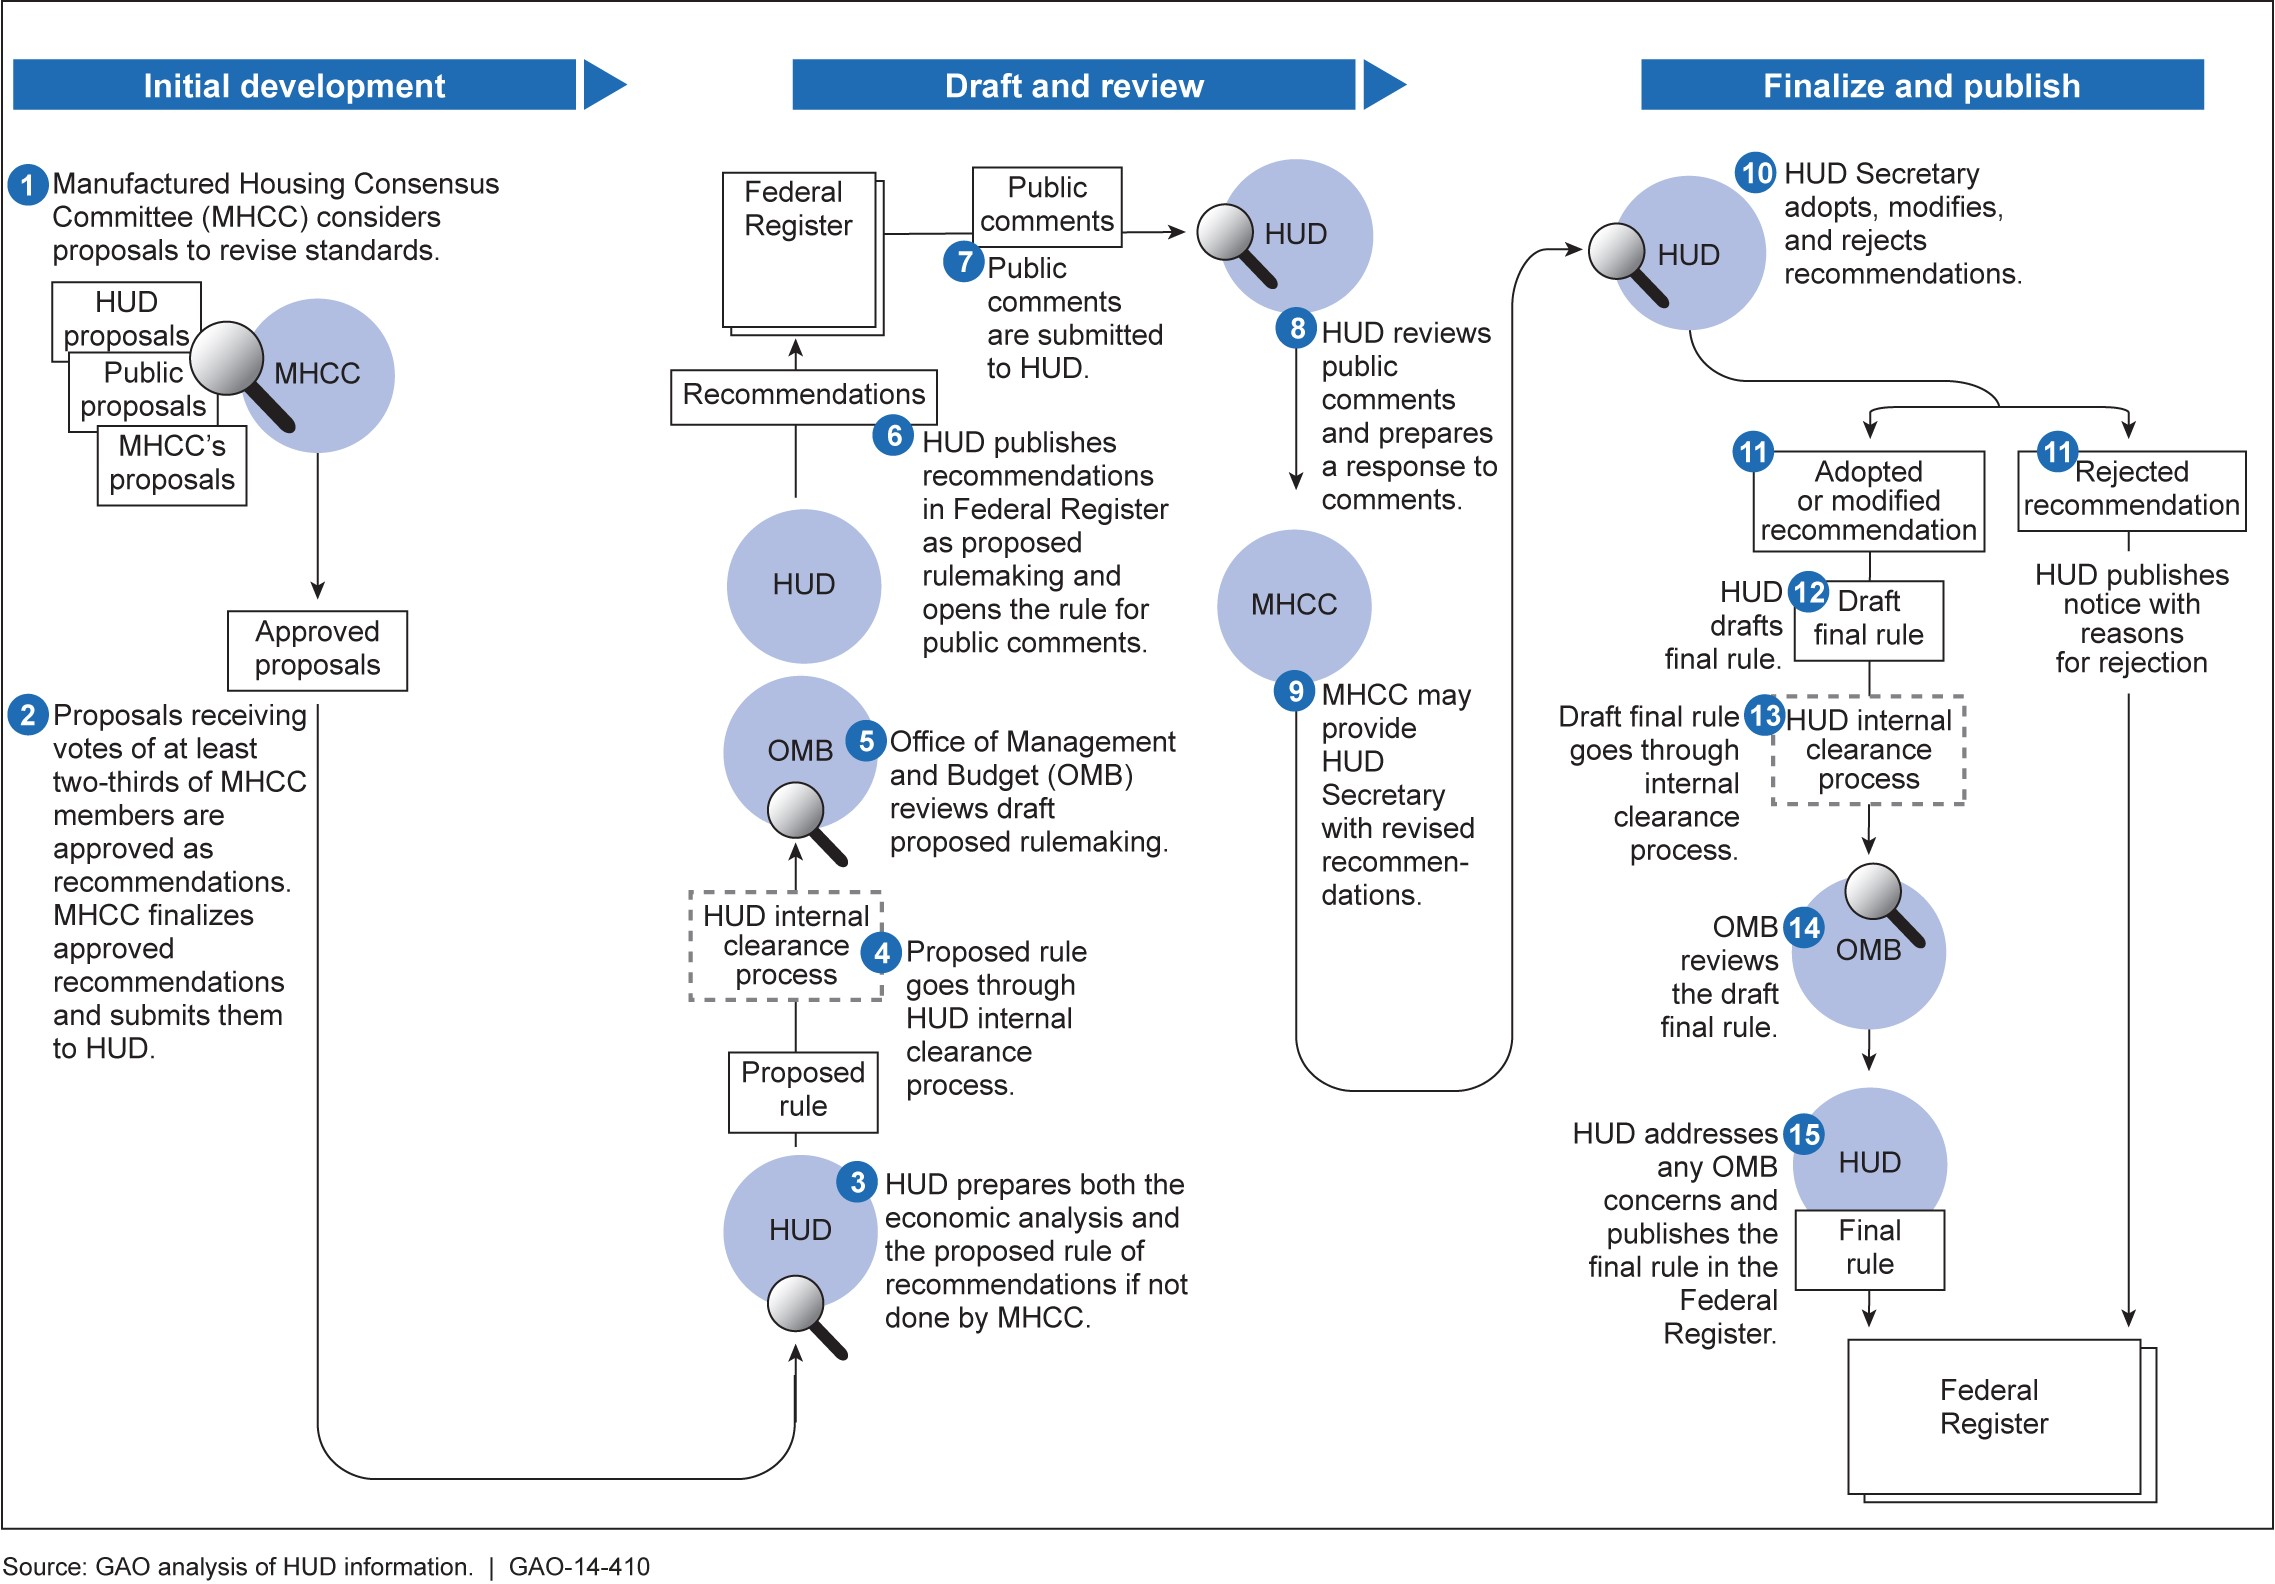 Initial development
Draft and review
Finalize and publish
1
Manufactured Housing Consensus
Committee (MHCC) considers
proposals to revise standards.
HUD
proposals
Public
proposals
MHCC's
proposals
MHCC
Approved
proposals
2
Proposals receiving
votes of at least
two-thirds of MHCC
members are
approved as
recommendations.
MHCC finalizes
approved
recommendations
and submits them
to HUD.
HUD
3
HUD prepares both the
economic analysis and
the proposed rule of
recommendations if not
done by MHCC.
Proposed
rule
HUD internal
clearance
process
4
Proposed rule
goes through
HUD internal
clearance
process.
OMB
5
Office of Management
and Budget (OMB)
reviews draft
proposed rulemaking.
HUD
Recommendations
6
HUD publishes
recommendations
in Federal Register
as proposed
rulemaking and
opens the rule for
public comments.
Federal
Register
Public
comments
7
Public
comments
are submitted
to HUD.
HUD
8
HUD reviews
public
comments
and prepares
a response to
comments.
MHCC
9
MHCC may
provide
HUD
Secretary
with revised
recommen-
dations.
HUD
10
HUD Secretary
adopts, modifies,
and rejects
recommendations.
11
Adopted
or modified
recommendation
11
Rejected
recommendation
HUD publishes
notice with
reasons
for rejection
HUD
drafts
final rule.
12
Draft
final rule
Draft final rule
goes through
internal
clearance
process.
13
HUD internal
clearance
process
OMB
reviews
the draft
final rule.
14
OMB
HUD addresses
any OMB
concerns and
publishes the
final rule in the
Federal
Register.
15
HUD
Final
rule
Federal
Register
Source: GAO analysis of HUD information. | GAO-14-410